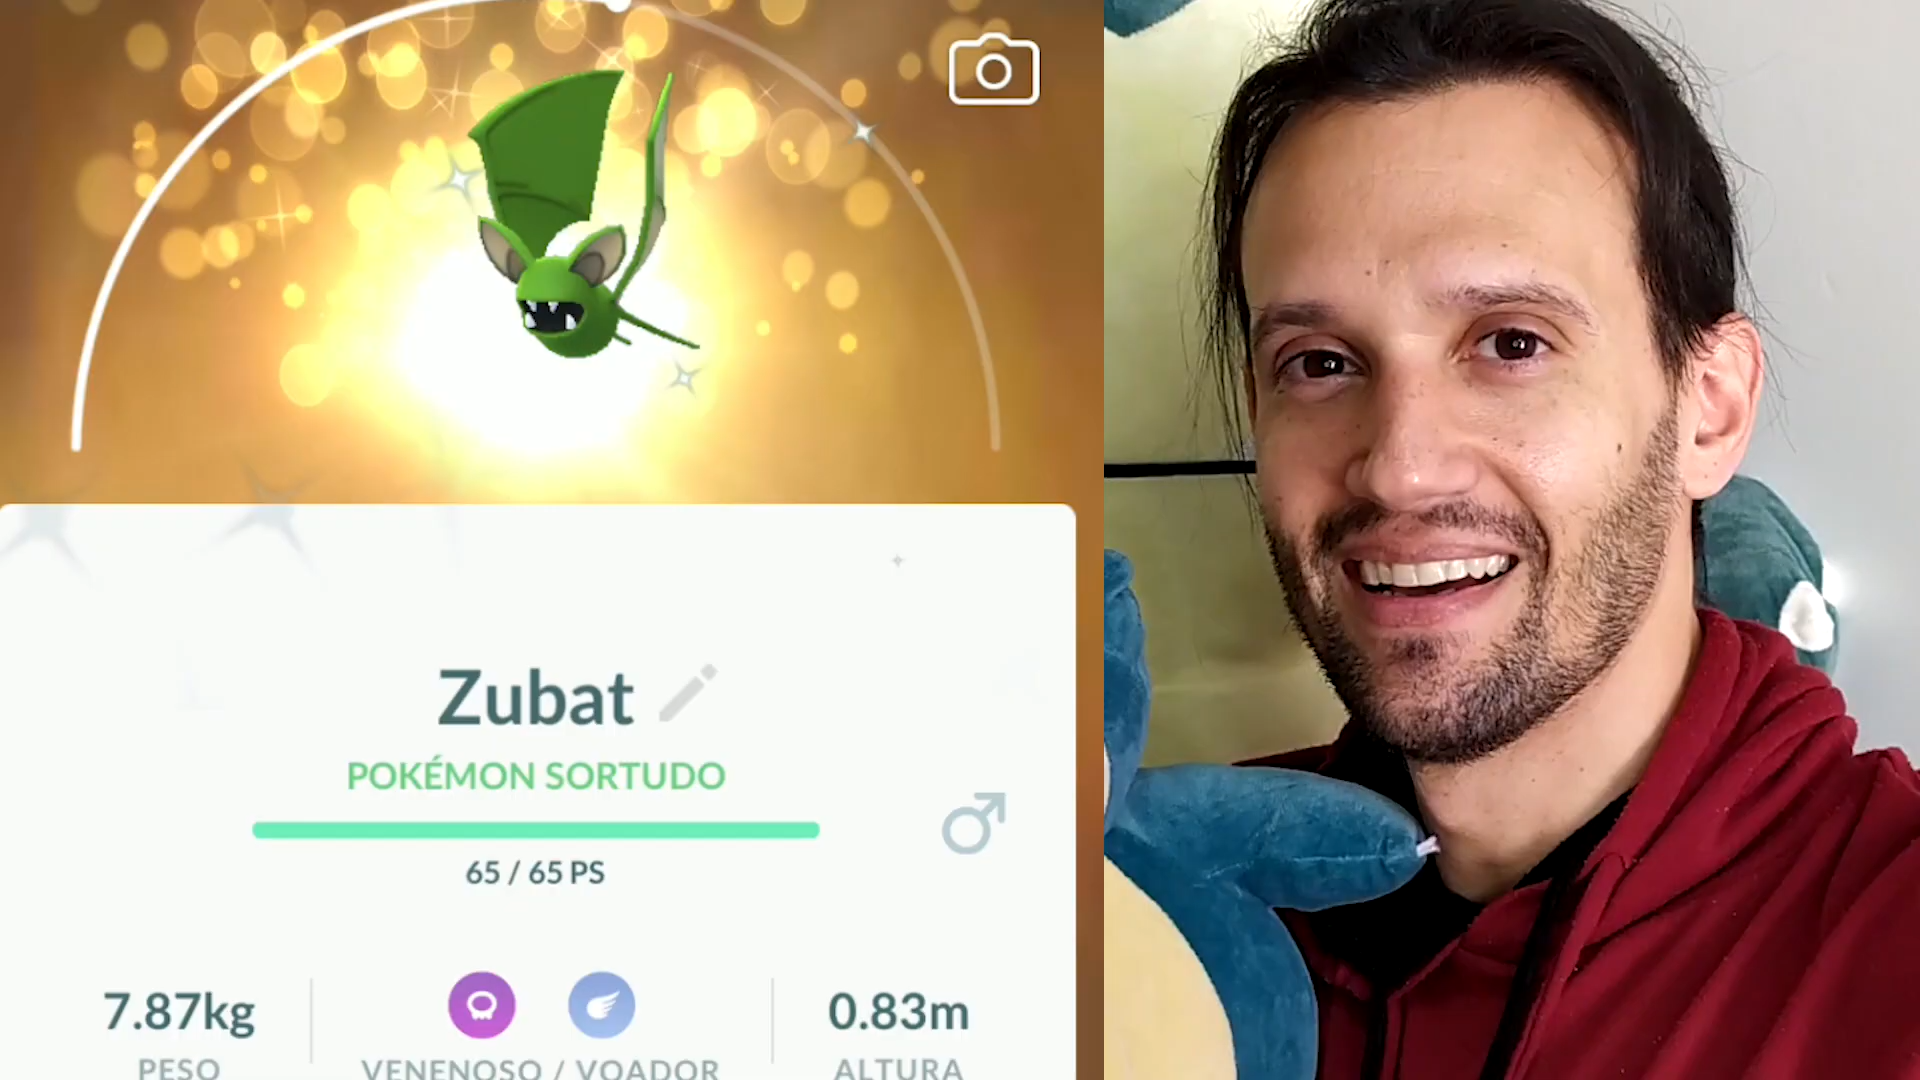 Zubat
POKÉMON SORTUDO
65 / 65 PS
7.87kg
0.83m
PESO
VENENOSO / VOADOR
ALTURA